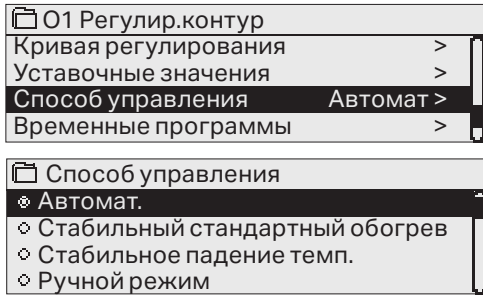 О1 Регулир.контур
Кривая регулирования >
Уставочные значения >
Способ управления Автомат >
Временные программы >
Способ управления
Автомат.
Стабильный стандартный обогрев
Стабильное падение темп.
Ручной режим